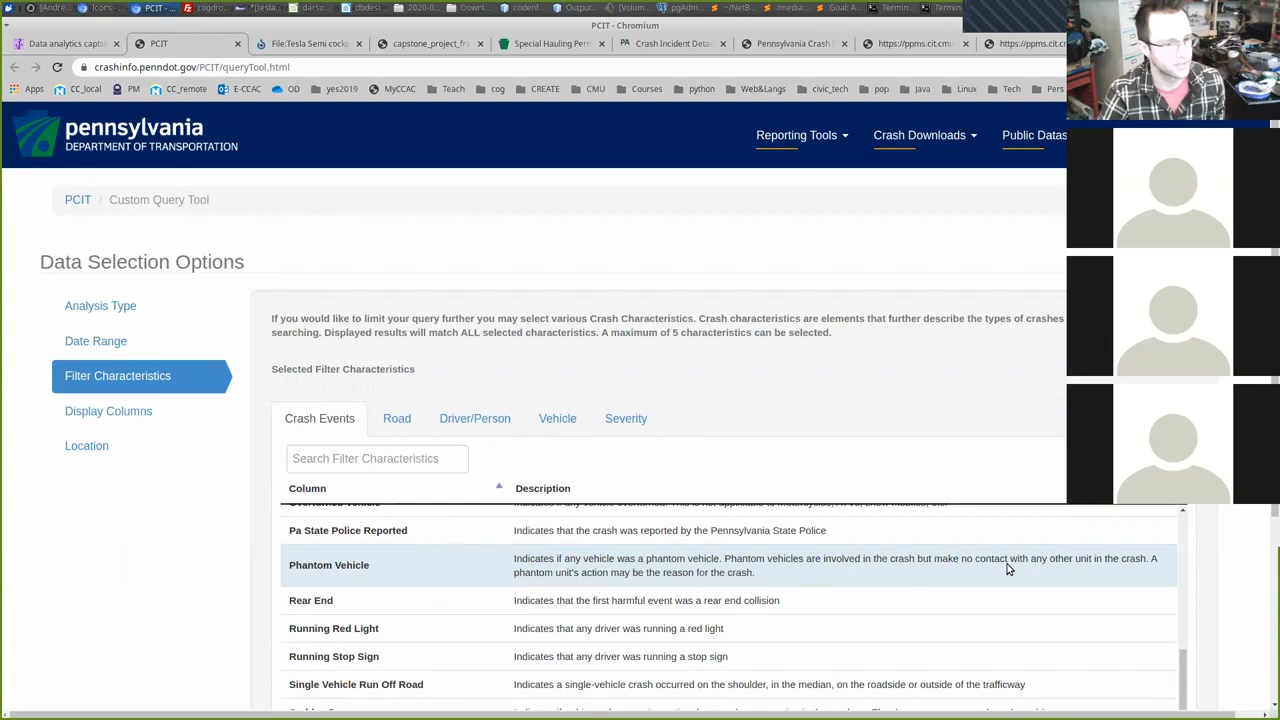 PCIT - Chromium
Data analytics capst
PCIT
File:Tesla Semi cockp
capstone_project_fr
Special Hauling Perm
Crash Incident Detai
Pennsylvania Crash I
https://ppms.cit.cmu
https://ppms.cit.cmu
crashinfo.penndot.gov/PCIT/queryTool.html
Apps CC_local PM CC_remote E-CCAC OD yes2019 MyCCAC Teach cog CREATE CMU Courses python Web&Langs civic_tech pop Java Linux Tech Pers
pennsylvania
DEPARTMENT OF TRANSPORTATION
Reporting Tools Crash Downloads Public Datas
PCIT / Custom Query Tool
Data Selection Options
Analysis Type
Date Range
Filter Characteristics
Display Columns
Location
If you would like to limit your query further you may select various Crash Characteristics. Crash characteristics are elements that further describe the types of crashes
searching. Displayed results will match ALL selected characteristics. A maximum of 5 characteristics can be selected.
Selected Filter Characteristics
Crash Events Road Driver/Person Vehicle Severity
Search Filter Characteristics
Column Description
Pa State Police Reported Indicates that the crash was reported by the Pennsylvania State Police
Phantom Vehicle Indicates if any vehicle was a phantom vehicle. Phantom vehicles are involved in the crash but make no contact with any other unit in the crash. A
phantom unit's action may be the reason for the crash.
Rear End Indicates that the first harmful event was a rear end collision
Running Red Light Indicates that any driver was running a red light
Running Stop Sign Indicates that any driver was running a stop sign
Single Vehicle Run Off Road Indicates a single-vehicle crash occurred on the shoulder, in the median, on the roadside or outside of the trafficway